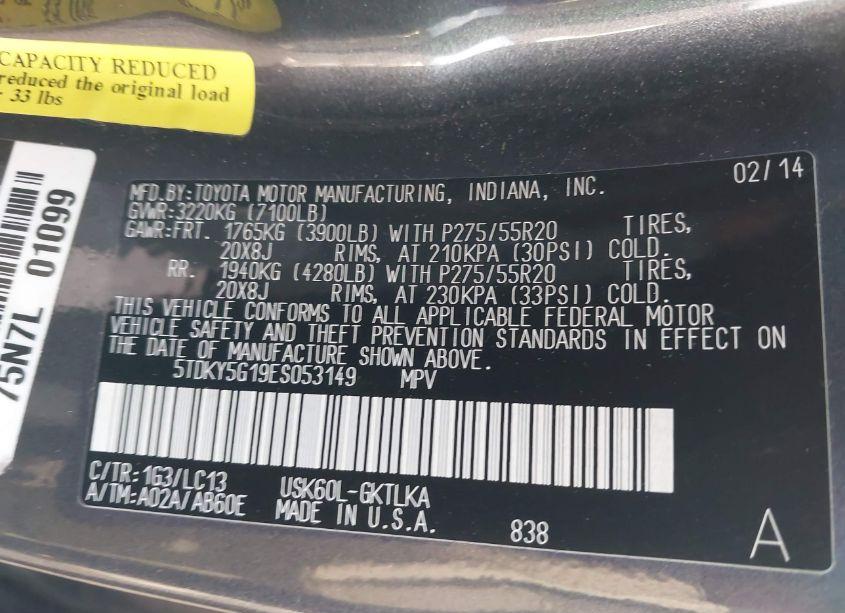 CAPACITY REDUCED
reduced the original load
33 lbs
75N7L 01099
02/14
MFD.BY:TOYOTA MOTOR MANUFACTURING, INDIANA, INC.
GVWR:3220KG (7100LB)
GAWR:FRT. 1765KG (3900LB) WITH P275/55R20 TIRES,
20X8J RIMS, AT 210KPA (30PSI) COLD.
RR. 1940KG (4280LB) WITH P275/55R20 TIRES,
20X8J RIMS, AT 230KPA (33PSI) COLD.
THIS VEHICLE CONFORMS TO ALL APPLICABLE FEDERAL MOTOR
VEHICLE SAFETY AND THEFT PREVENTION STANDARDS IN EFFECT ON
THE DATE OF MANUFACTURE SHOWN ABOVE.
5TDKY5G19ES053149 MPV
C/TR:1G3/LC13
A/TM:A02A/AB60E
USK60L-GKTLKA
MADE IN U.S.A.
838
A